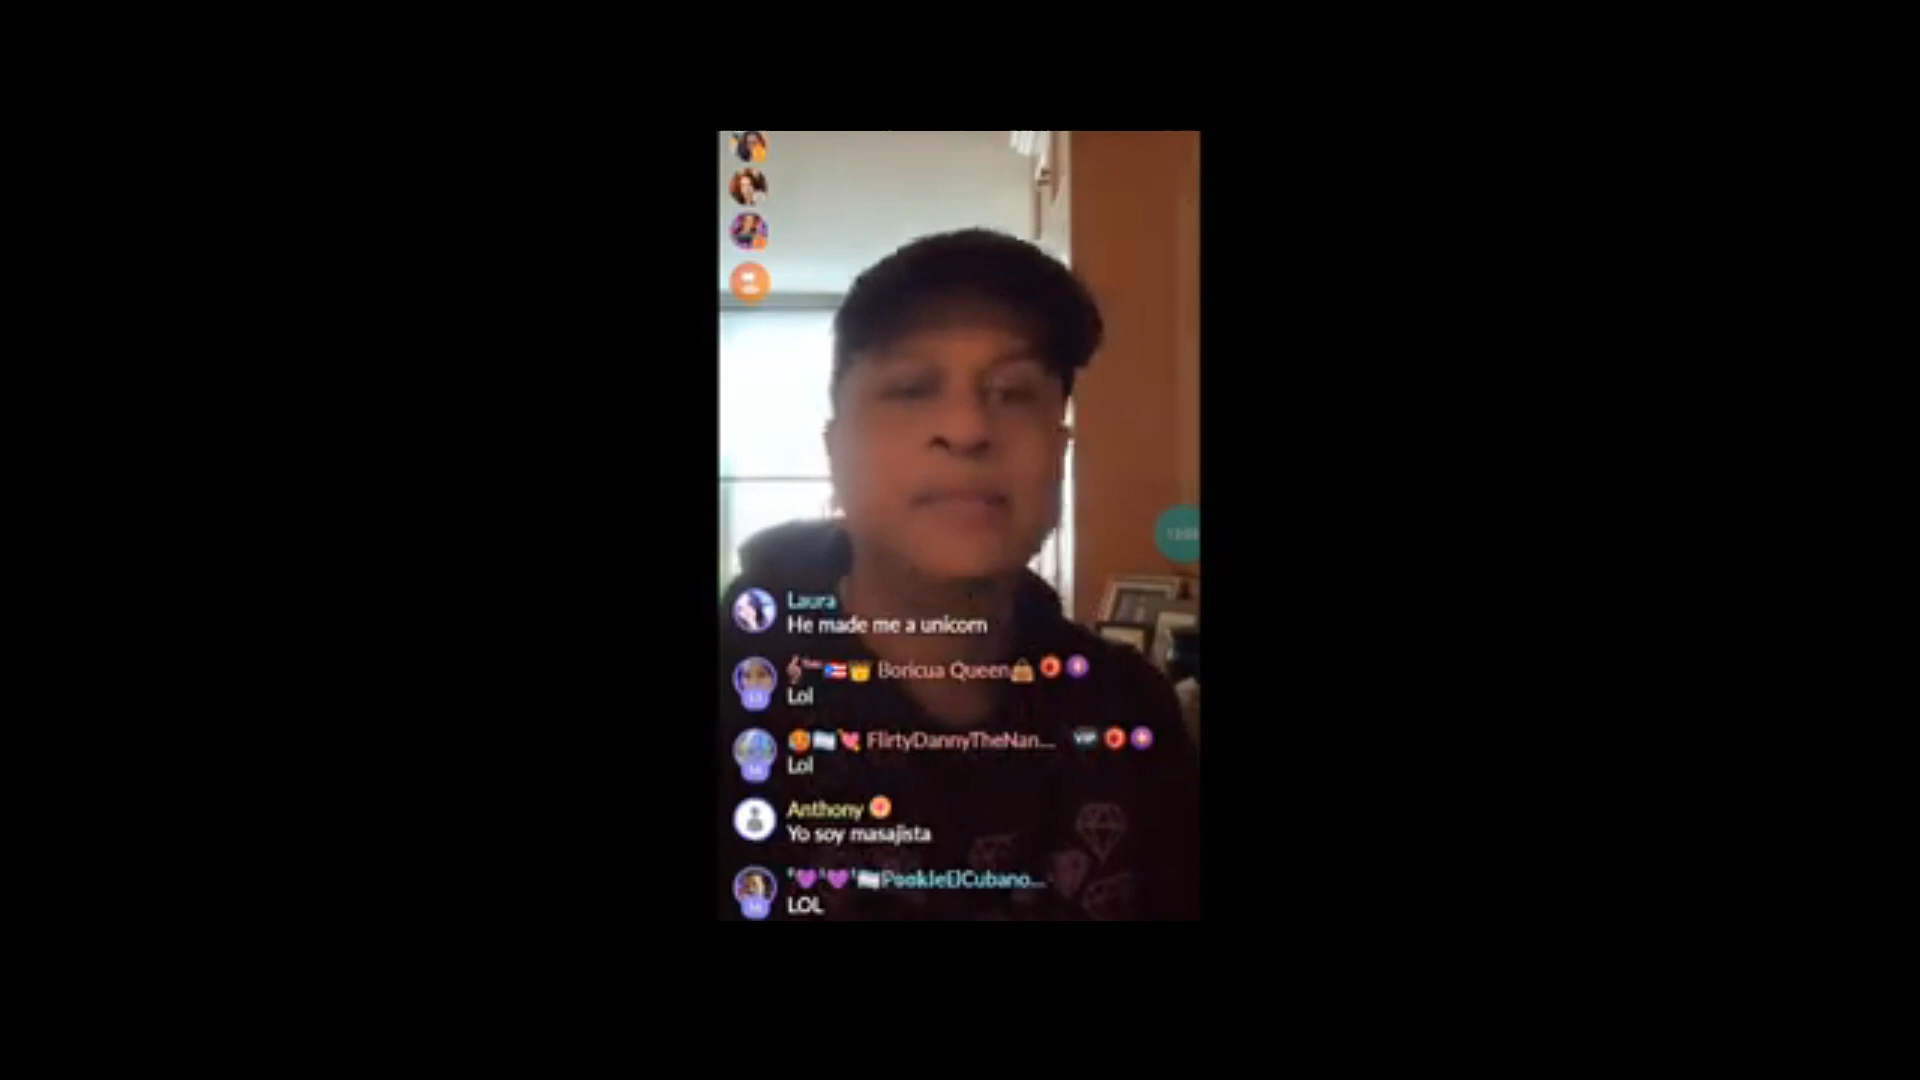 Laura
He made me a unicorn
Boricua Queen
Lol
FlirtyDannyTheNan...
VIP
Lol
Anthony
Yo soy masajista
PookieElCubano...
LOL